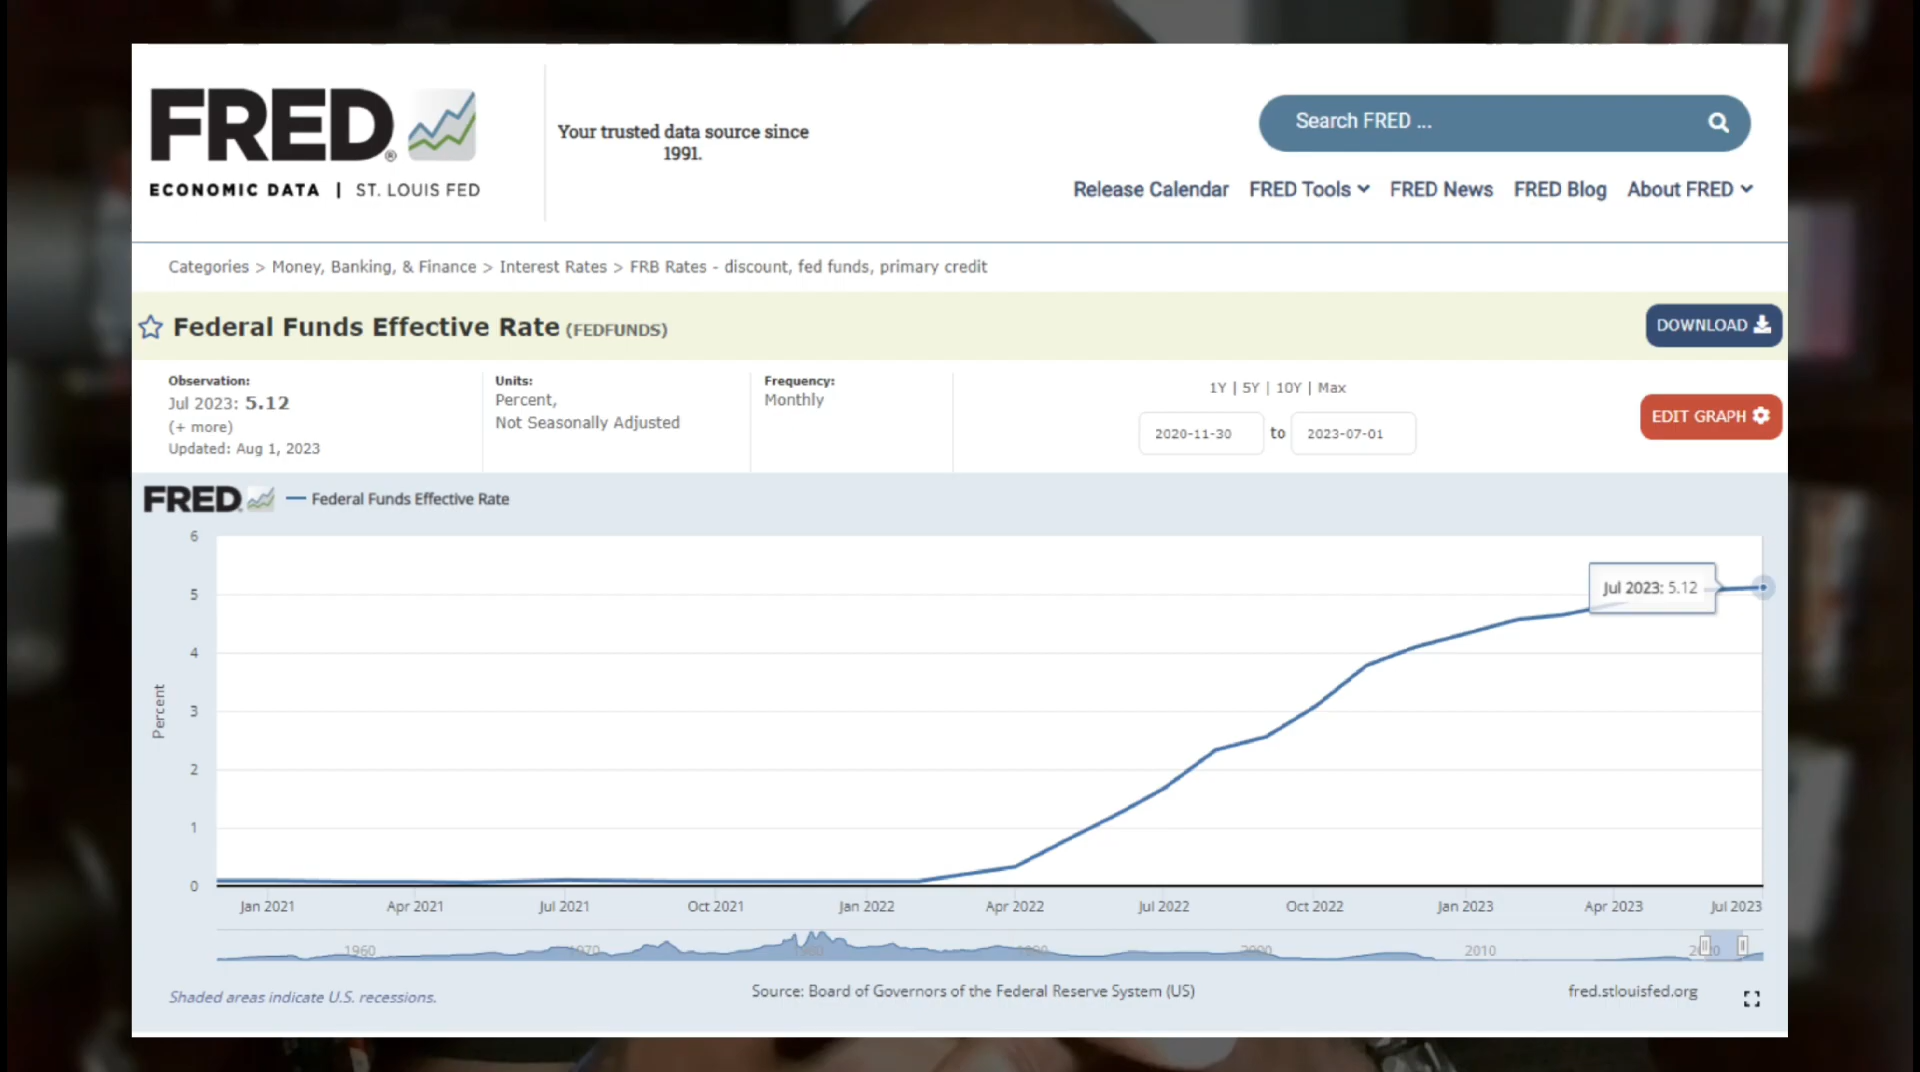 FRED®
ECONOMIC DATA | ST. LOUIS FED
Your trusted data source since
1991.
Search FRED ...
Release Calendar FRED Tools FRED News FRED Blog About FRED
Categories > Money, Banking, & Finance > Interest Rates > FRB Rates - discount, fed funds, primary credit
Federal Funds Effective Rate (FEDFUNDS)
DOWNLOAD
Observation:
Jul 2023: 5.12
(+ more)
Updated: Aug 1, 2023
Units:
Percent,
Not Seasonally Adjusted
Frequency:
Monthly
1Y | 5Y | 10Y | Max
2020-11-30 to 2023-07-01
EDIT GRAPH
FRED Federal Funds Effective Rate
6
5
4
3
2
1
0
Percent
Jul 2023: 5.12
Jan 2021 Apr 2021 Jul 2021 Oct 2021 Jan 2022 Apr 2022 Jul 2022 Oct 2022 Jan 2023 Apr 2023 Jul 2023
1960 1970 1980 1990 2000 2010 2020
Shaded areas indicate U.S. recessions.
Source: Board of Governors of the Federal Reserve System (US)
fred.stlouisfed.org